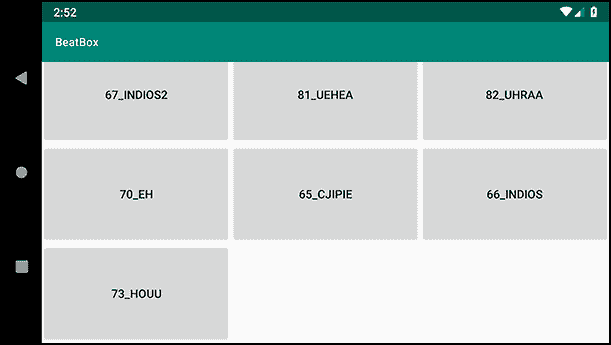 2:52
BeatBox
67_INDIOS2 81_UEHEA 82_UHRAA
70_EH 65_CJIPIE 66_INDIOS
73_HOUU